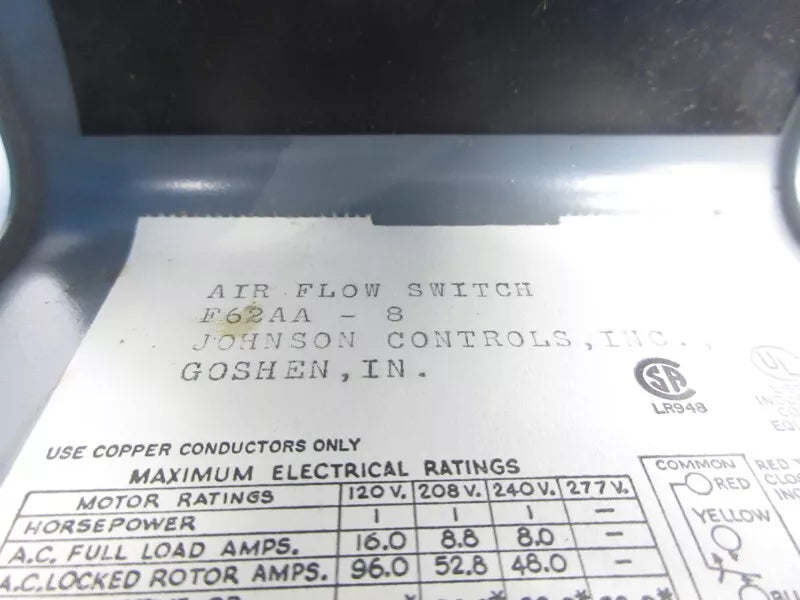 AIR FLOW SWITCH
F62AA - 8
JOHNSON CONTROLS, INC.,
GOSHEN, IN.
LR948
UL
USE COPPER CONDUCTORS ONLY
MAXIMUM ELECTRICAL RATINGS
MOTOR RATINGS 120 V. 208 V. 240 V. 277 V.
HORSEPOWER 1 1 1 —
A.C. FULL LOAD AMPS. 16.0 8.8 8.0 —
A.C. LOCKED ROTOR AMPS. 96.0 52.8 48.0 —
COMMON
RED
YELLOW
RED